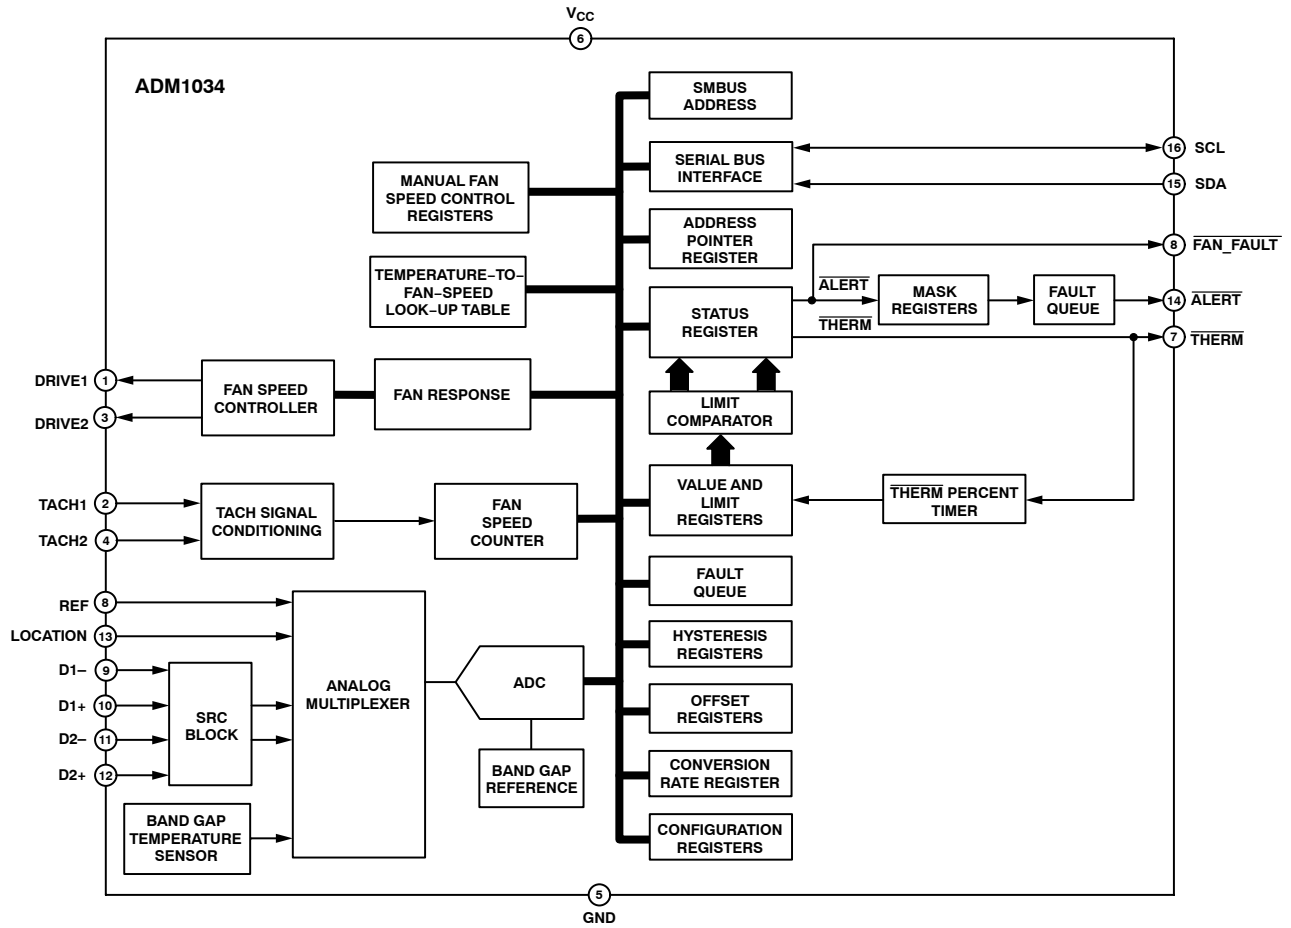 VCC
6
ADM1034
SMBUS
ADDRESS
SERIAL BUS
INTERFACE
16 SCL
15 SDA
MANUAL FAN
SPEED CONTROL
REGISTERS
ADDRESS
POINTER
REGISTER
8 FAN_FAULT
TEMPERATURE–TO–
FAN–SPEED
LOOK–UP TABLE
STATUS
REGISTER
ALERT
THERM
MASK
REGISTERS
FAULT
QUEUE
14 ALERT
7 THERM
DRIVE1 1
DRIVE2 3
FAN SPEED
CONTROLLER
FAN RESPONSE
LIMIT
COMPARATOR
TACH1 2
TACH2 4
TACH SIGNAL
CONDITIONING
FAN
SPEED
COUNTER
VALUE AND
LIMIT
REGISTERS
THERM PERCENT
TIMER
FAULT
QUEUE
REF 8
LOCATION 13
D1– 9
D1+ 10
D2– 11
D2+ 12
SRC
BLOCK
ANALOG
MULTIPLEXER
ADC
HYSTERESIS
REGISTERS
OFFSET
REGISTERS
BAND GAP
REFERENCE
CONVERSION
RATE REGISTER
BAND GAP
TEMPERATURE
SENSOR
CONFIGURATION
REGISTERS
5
GND